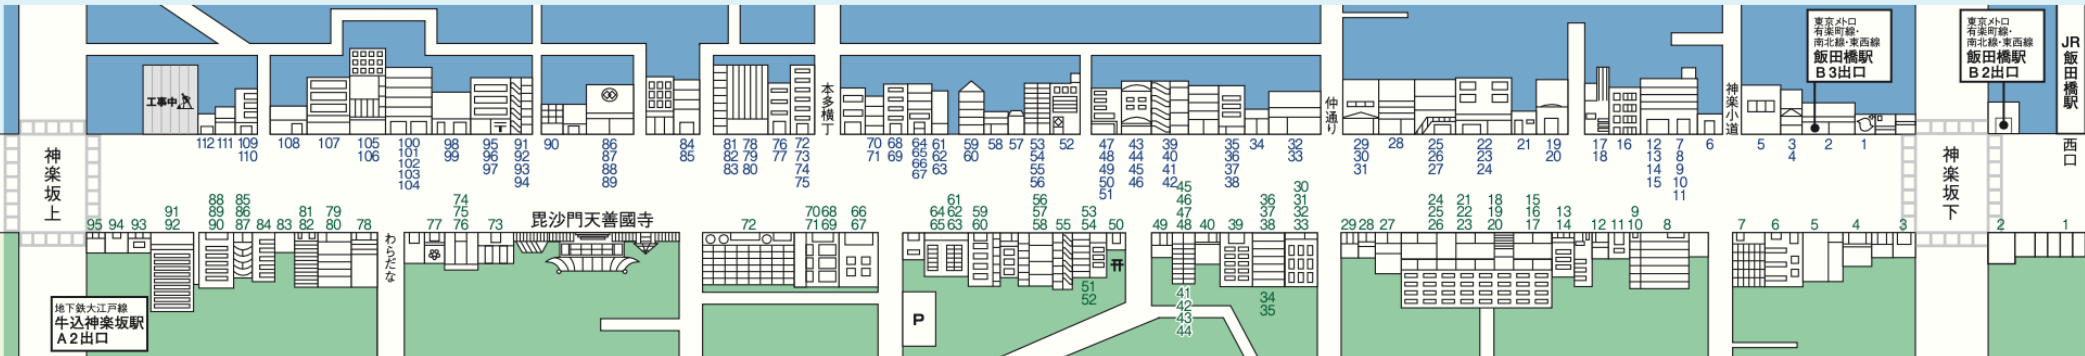 東京メトロ
有楽町線・
南北線・東西線
飯田橋駅
B3出口
東京メトロ
有楽町線・
南北線・東西線
飯田橋駅
B2出口
JR飯田橋駅
西口
工事中
本多横丁
仲通り
神楽小道
112 111 109 108 107 105 100 98 95 91 90 86 84 81 78 76 72 70 68 64 61 59 58 57 53 52 47 43 39 35 34 32 29 28 25 22 21 19 17 16 12 7 6 5 3 2 1
110 106 101 99 96 92 87 85 82 79 77 73 71 69 65 62 60 54 48 44 40 36 33 30 26 23 20 18 13 8 4
102 97 93 88 83 80 74 66 63 55 49 45 41 37 31 27 24 14 9
103 94 89 75 67 56 50 46 42 38 15 10
104 51 11
神楽坂上
神楽坂下
毘沙門天善國寺
45
74 46 30
88 85 75 61 56 47 36 31 24 21 18 15
89 86 81 79 76 70 68 66 64 62 59 57 53 48 37 32 25 22 19 16 13 9
95 94 93 91 90 87 84 83 82 80 78 77 73 72 71 69 67 65 63 60 58 55 54 50 49 40 39 38 33 29 28 27 26 23 20 17 14 12 11 10 8 7 6 5 4 3 2 1
92
わらだな
51
52
41
42
43
44
34
35
地下鉄大江戸線
牛込神楽坂駅
A2出口
P